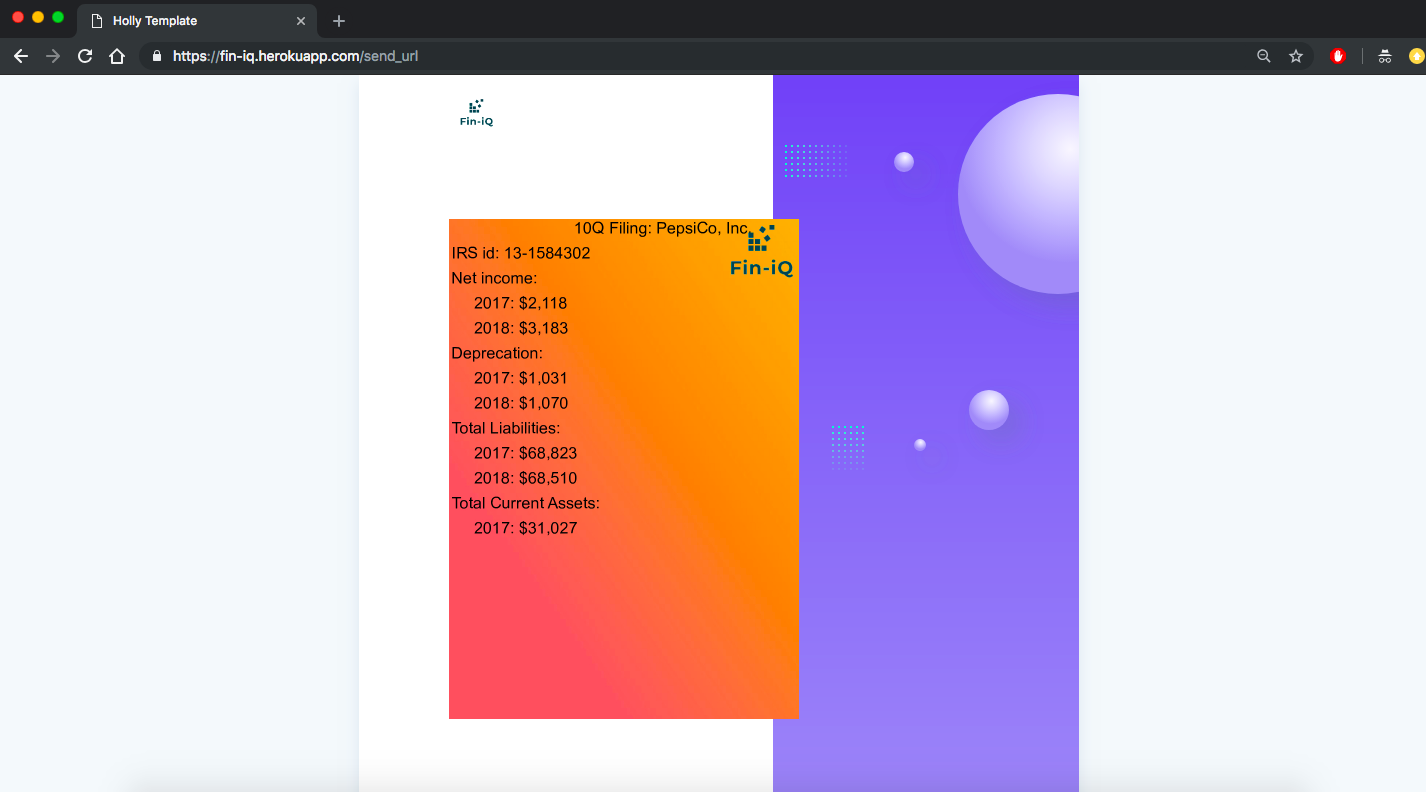 Holly Template
https://fin-iq.herokuapp.com/send_url
Fin-iQ
10Q Filing: PepsiCo, Inc.
Fin-iQ
IRS id: 13-1584302
Net income:
2017: $2,118
2018: $3,183
Deprecation:
2017: $1,031
2018: $1,070
Total Liabilities:
2017: $68,823
2018: $68,510
Total Current Assets:
2017: $31,027